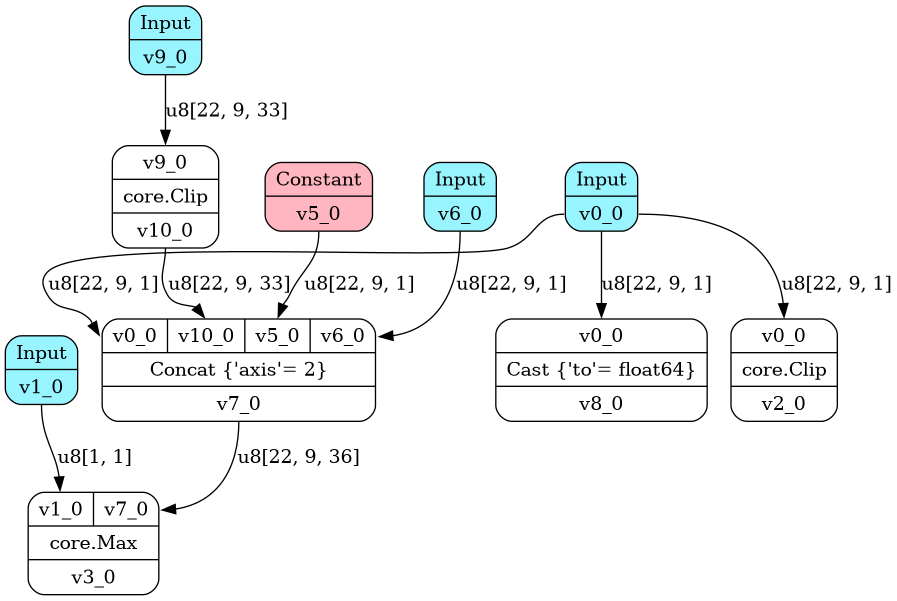 Input
v9_0
u8[22, 9, 33]
v9_0
core.Clip
v10_0
Constant
v5_0
Input
v6_0
Input
v0_0
u8[22, 9, 1]
u8[22, 9, 33]
u8[22, 9, 1]
u8[22, 9, 1]
u8[22, 9, 1]
u8[22, 9, 1]
Input
v1_0
v0_0 v10_0 v5_0 v6_0
Concat {'axis'= 2}
v7_0
v0_0
Cast {'to'= float64}
v8_0
v0_0
core.Clip
v2_0
u8[1, 1]
u8[22, 9, 36]
v1_0 v7_0
core.Max
v3_0